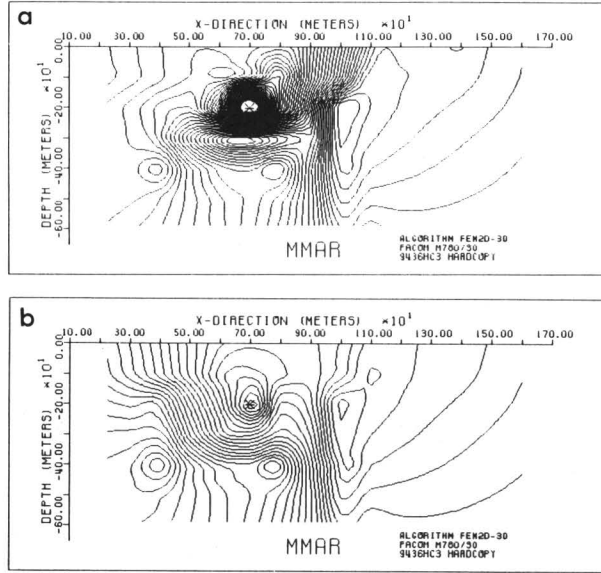 a
X-DIRECTION (METERS) ×10¹
10.00 30.00 50.00 70.00 90.00 110.00 130.00 150.00 170.00
DEPTH (METERS) ×10¹
0.00
-20.00
-40.00
-60.00
MMAR
ALGORITHM FEM2D-3D
FACOM M780/30
9436HC3 HARDCOPY
b
X-DIRECTION (METERS) ×10¹
10.00 30.00 50.00 70.00 90.00 110.00 130.00 150.00 170.00
DEPTH (METERS) ×10¹
0.00
-20.00
-40.00
-60.00
MMAR
ALGORITHM FEM2D-3D
FACOM M780/30
9436HC3 HARDCOPY